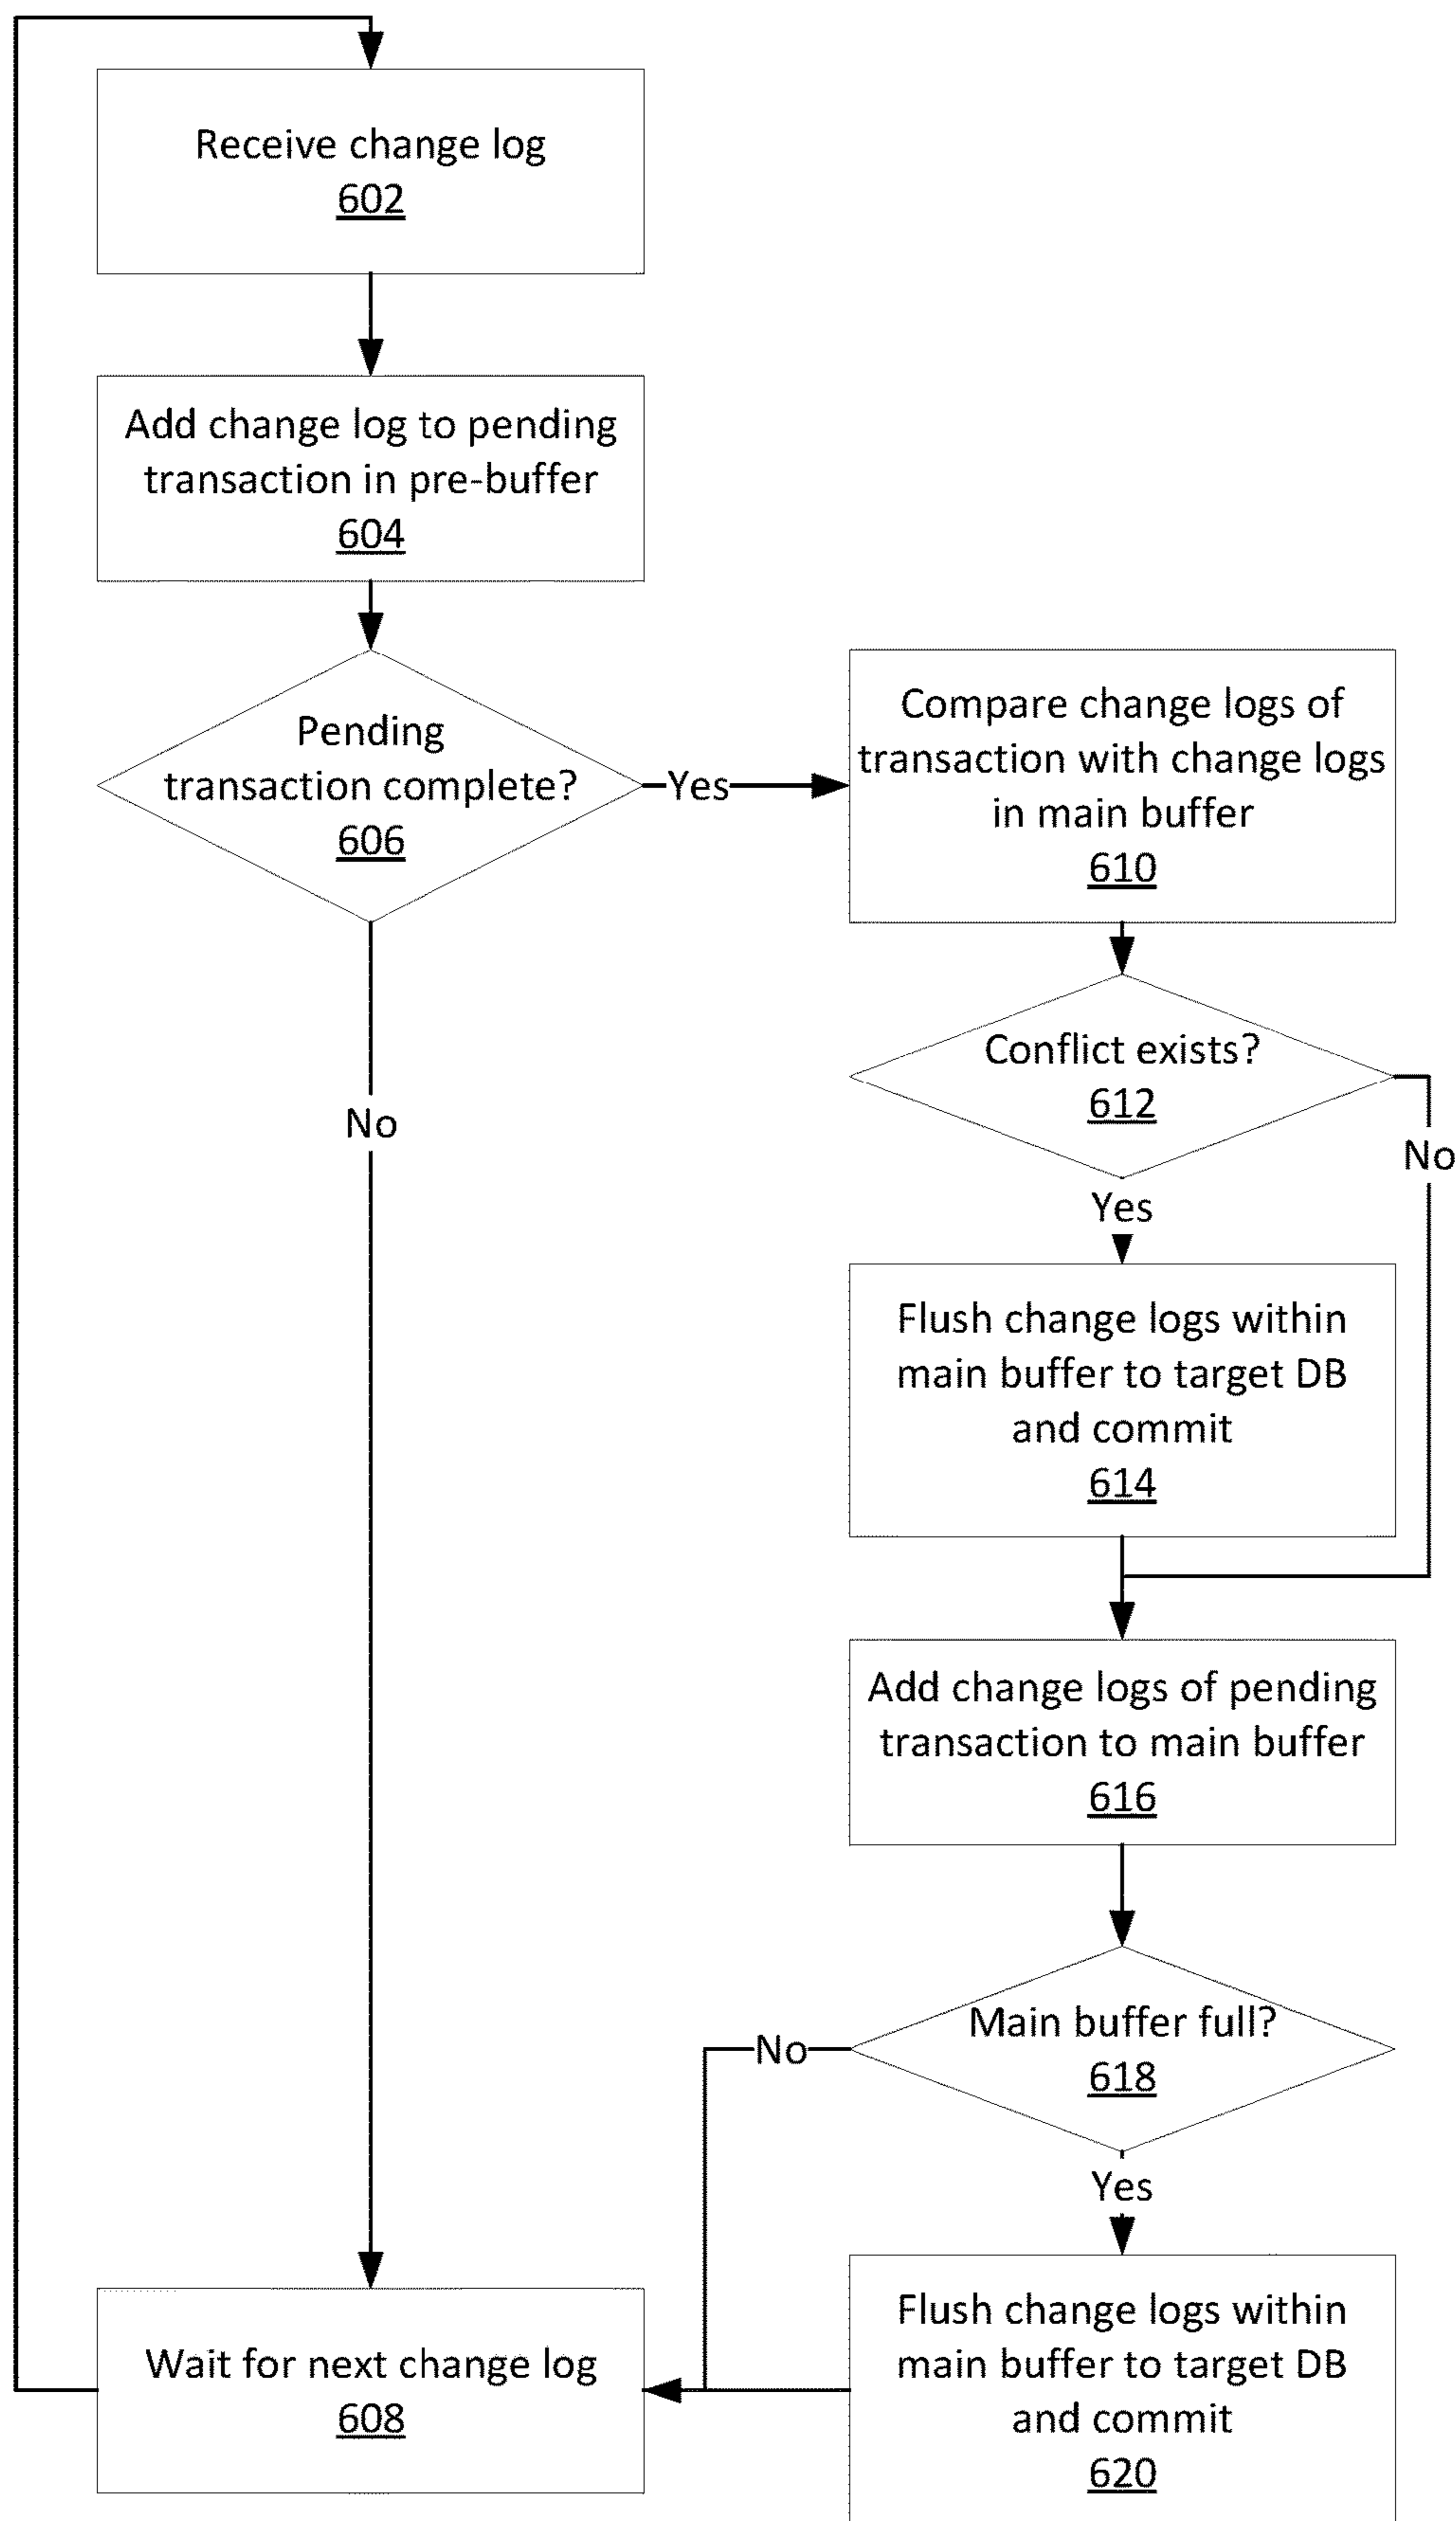 Receive change log
602
Add change log to pending
transaction in pre-buffer
604
Pending
transaction complete?
606
Yes
Compare change logs of
transaction with change logs
in main buffer
610
Conflict exists?
612
No
No
Yes
Flush change logs within
main buffer to target DB
and commit
614
Add change logs of pending
transaction to main buffer
616
Main buffer full?
618
No
Yes
Wait for next change log
608
Flush change logs within
main buffer to target DB
and commit
620